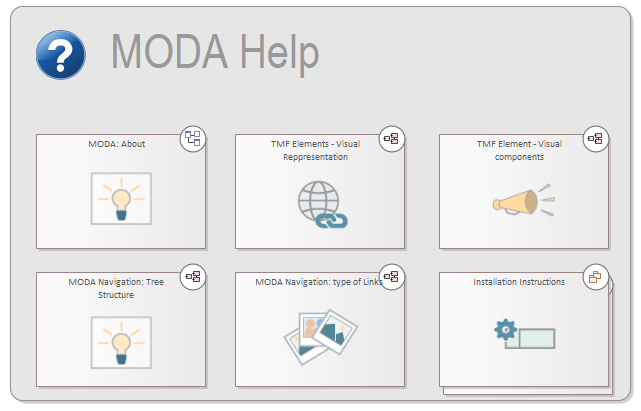 ?
MODA Help
MODA: About
TMF Elements - Visual
Reppresentation
TMF Element - Visual
components
MODA Navigation: Tree
Structure
MODA Navigation: type of Links
Installation Instructions